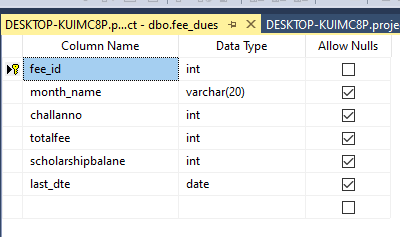 DESKTOP-KUIMC8P.p...ct - dbo.fee_dues DESKTOP-KUIMC8P.proje
Column Name Data Type Allow Nulls
fee_id int
month_name varchar(20)
challanno int
totalfee int
scholarshipbalane int
last_dte date